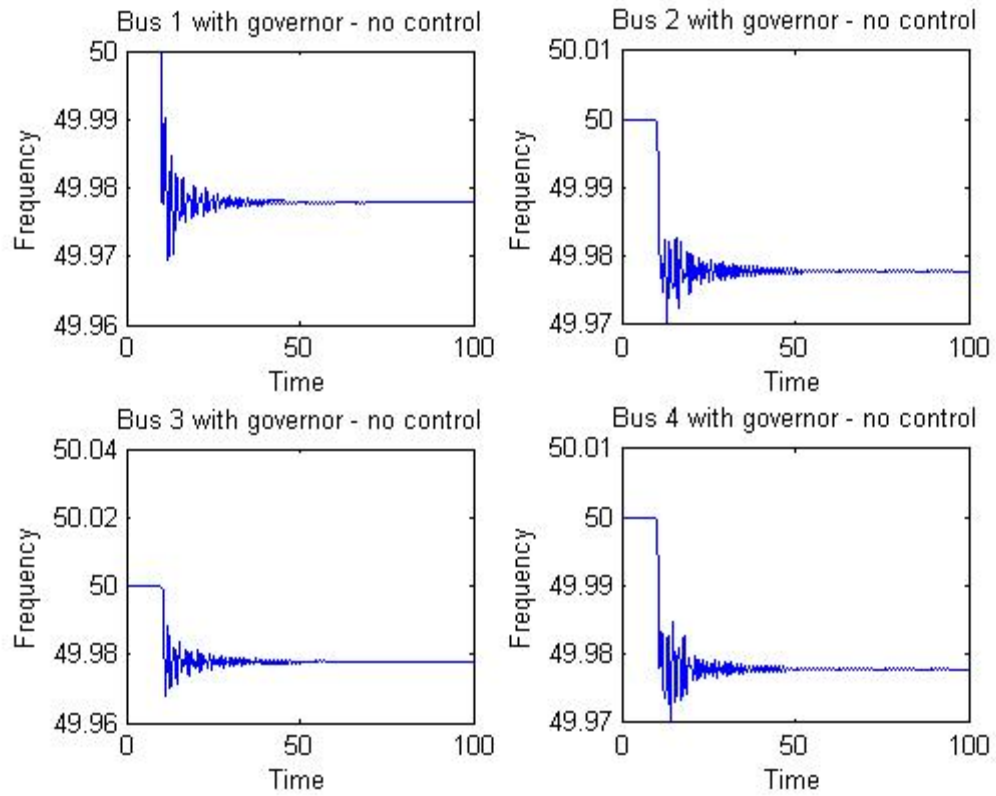 Bus 1 with governor - no control
50
49.99
49.98
49.97
49.96
Frequency
0
50
100
Time
Bus 2 with governor - no control
50.01
50
49.99
49.98
49.97
Frequency
0
50
100
Time
Bus 3 with governor - no control
50.04
50.02
50
49.98
49.96
Frequency
0
50
100
Time
Bus 4 with governor - no control
50.01
50
49.99
49.98
49.97
Frequency
0
50
100
Time